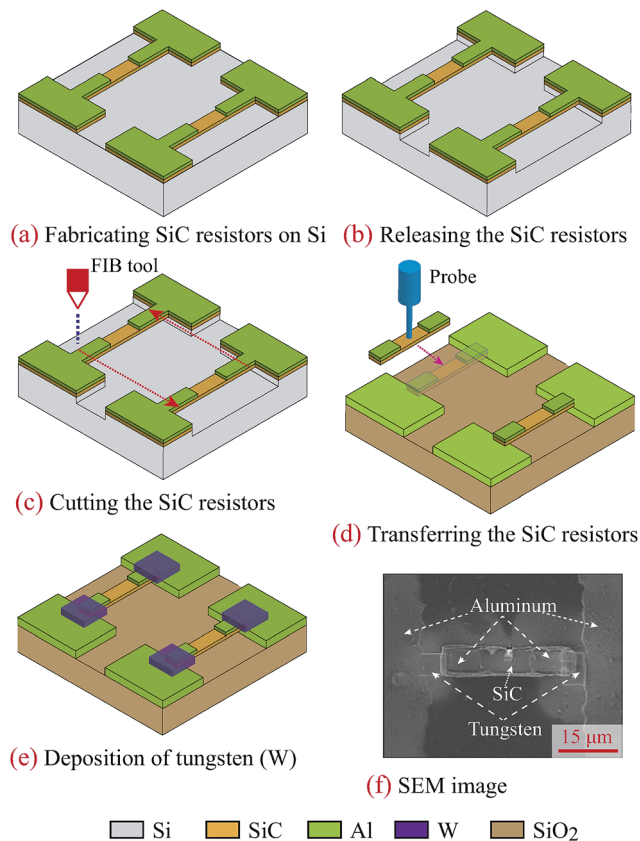 (a) Fabricating SiC resistors on Si
(b) Releasing the SiC resistors
FIB tool
Probe
(c) Cutting the SiC resistors
(d) Transferring the SiC resistors
Aluminum
SiC
Tungsten
15 μm
(e) Deposition of tungsten (W)
(f) SEM image
Si SiC Al W SiO₂